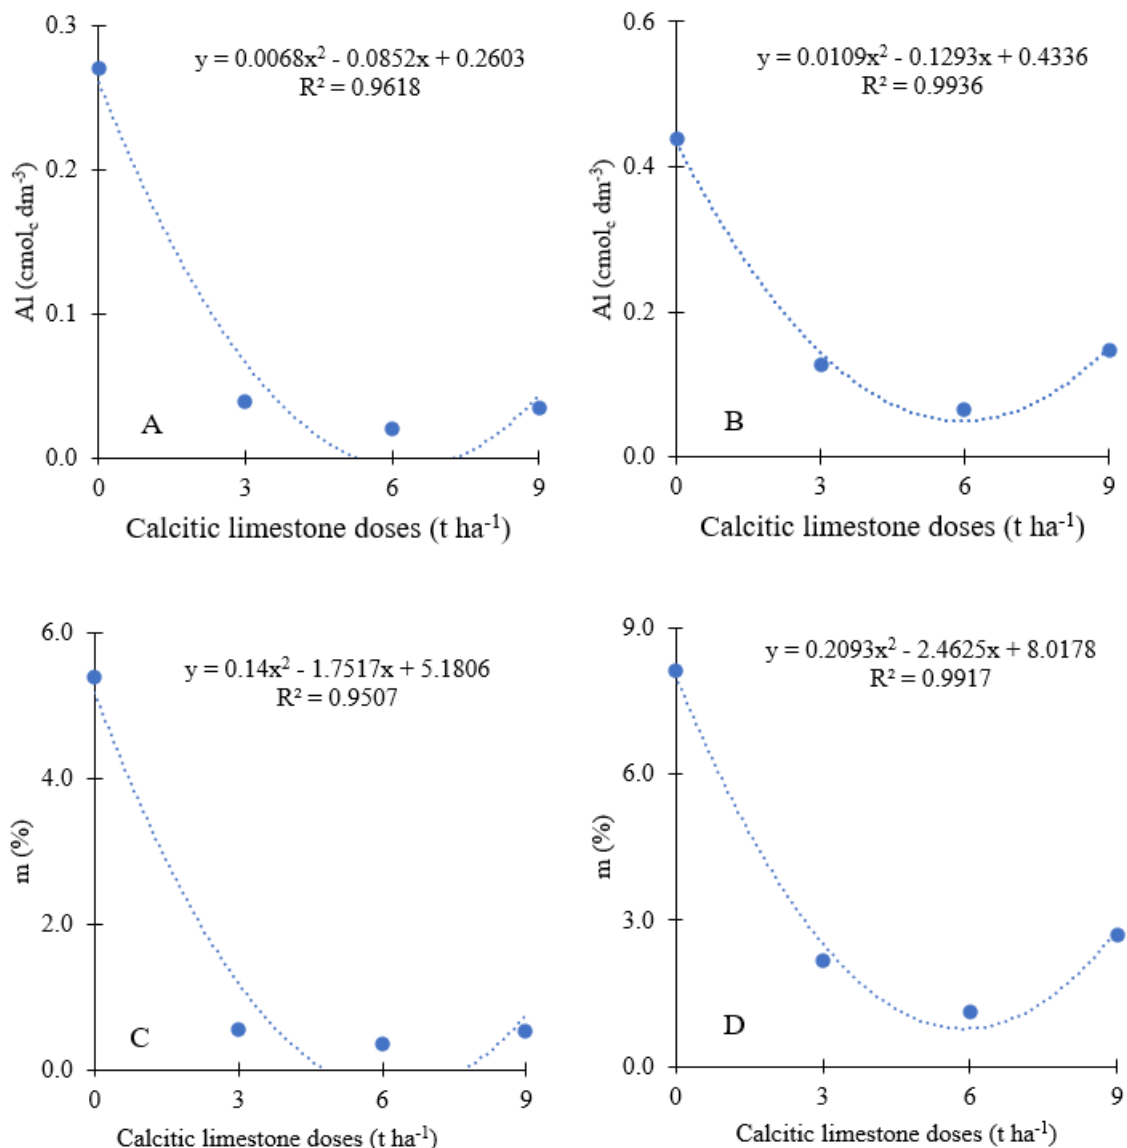 0.3
y = 0.0068x² - 0.0852x + 0.2603
R² = 0.9618
0.2
Al (cmolc dm⁻³)
0.1
A
0.0
0 3 6 9
Calcitic limestone doses (t ha⁻¹)
0.6
y = 0.0109x² - 0.1293x + 0.4336
R² = 0.9936
0.4
Al (cmolc dm⁻³)
0.2
B
0.0
0 3 6 9
Calcitic limestone doses (t ha⁻¹)
6.0
y = 0.14x² - 1.7517x + 5.1806
R² = 0.9507
4.0
m (%)
2.0
C
0.0
0 3 6 9
Calcitic limestone doses (t ha⁻¹)
9.0
y = 0.2093x² - 2.4625x + 8.0178
R² = 0.9917
6.0
m (%)
3.0
D
0.0
0 3 6 9
Calcitic limestone doses (t ha⁻¹)